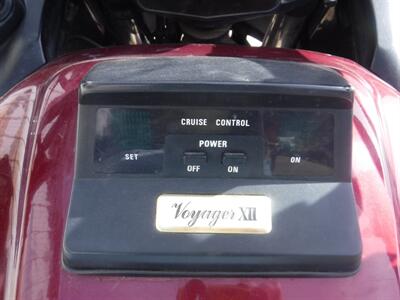 CRUISE CONTROL
POWER
SET ON
OFF ON
Voyager XII